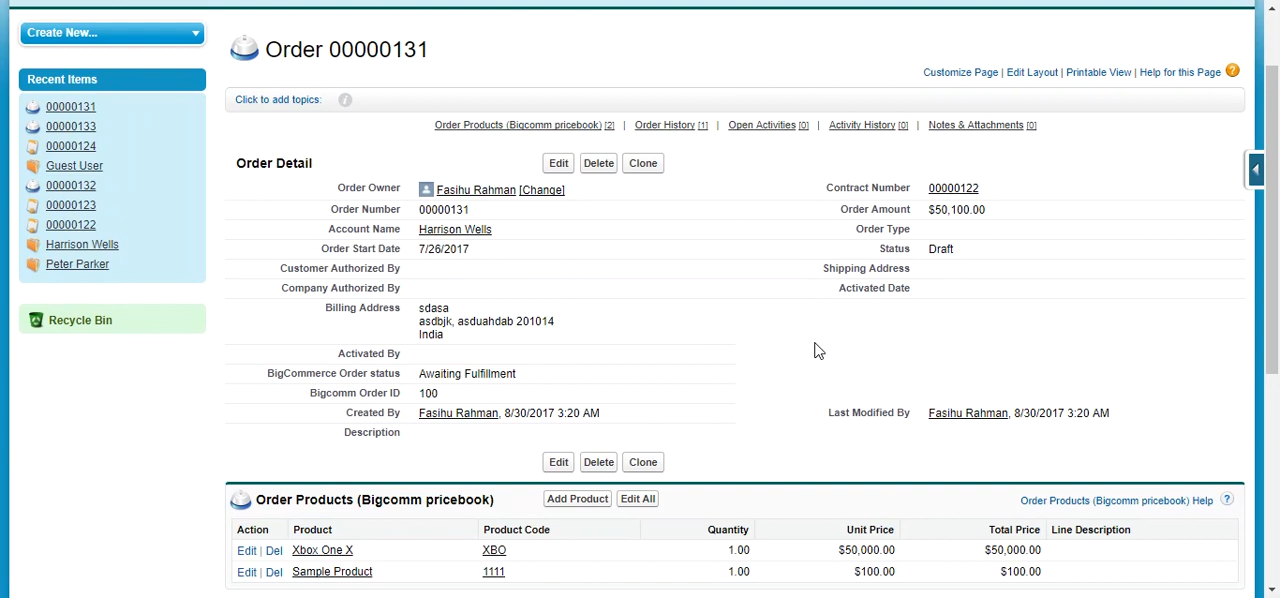 Create New...
Order 00000131
Customize Page | Edit Layout | Printable View | Help for this Page ?
Recent Items
00000131
00000133
00000124
Guest User
00000132
00000123
00000122
Harrison Wells
Peter Parker
Recycle Bin
Click to add topics: i
Order Products (Bigcomm pricebook) [2] | Order History [1] | Open Activities [0] | Activity History [0] | Notes & Attachments [0]
Order Detail Edit Delete Clone
Order Owner Fasihu Rahman [Change] Contract Number 00000122
Order Number 00000131 Order Amount $50,100.00
Account Name Harrison Wells Order Type
Order Start Date 7/26/2017 Status Draft
Customer Authorized By Shipping Address
Company Authorized By Activated Date
Billing Address sdasa
asdbjk, asduahdab 201014
India
Activated By
BigCommerce Order status Awaiting Fulfillment
Bigcomm Order ID 100
Created By Fasihu Rahman, 8/30/2017 3:20 AM Last Modified By Fasihu Rahman, 8/30/2017 3:20 AM
Description
Edit Delete Clone
Order Products (Bigcomm pricebook) Add Product Edit All Order Products (Bigcomm pricebook) Help ?
Action Product Product Code Quantity Unit Price Total Price Line Description
Edit | Del Xbox One X XBO 1.00 $50,000.00 $50,000.00
Edit | Del Sample Product 1111 1.00 $100.00 $100.00